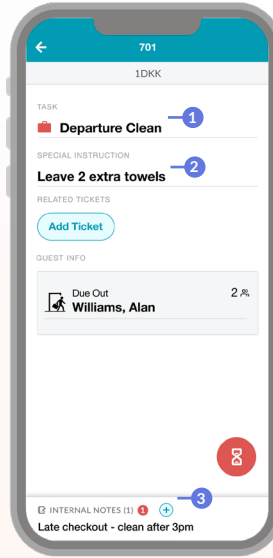 701
1DKK
TASK
Departure Clean
1
SPECIAL INSTRUCTION
Leave 2 extra towels
2
RELATED TICKETS
Add Ticket
GUEST INFO
Due Out
2
Williams, Alan
3
INTERNAL NOTES (1) 1
Late checkout - clean after 3pm